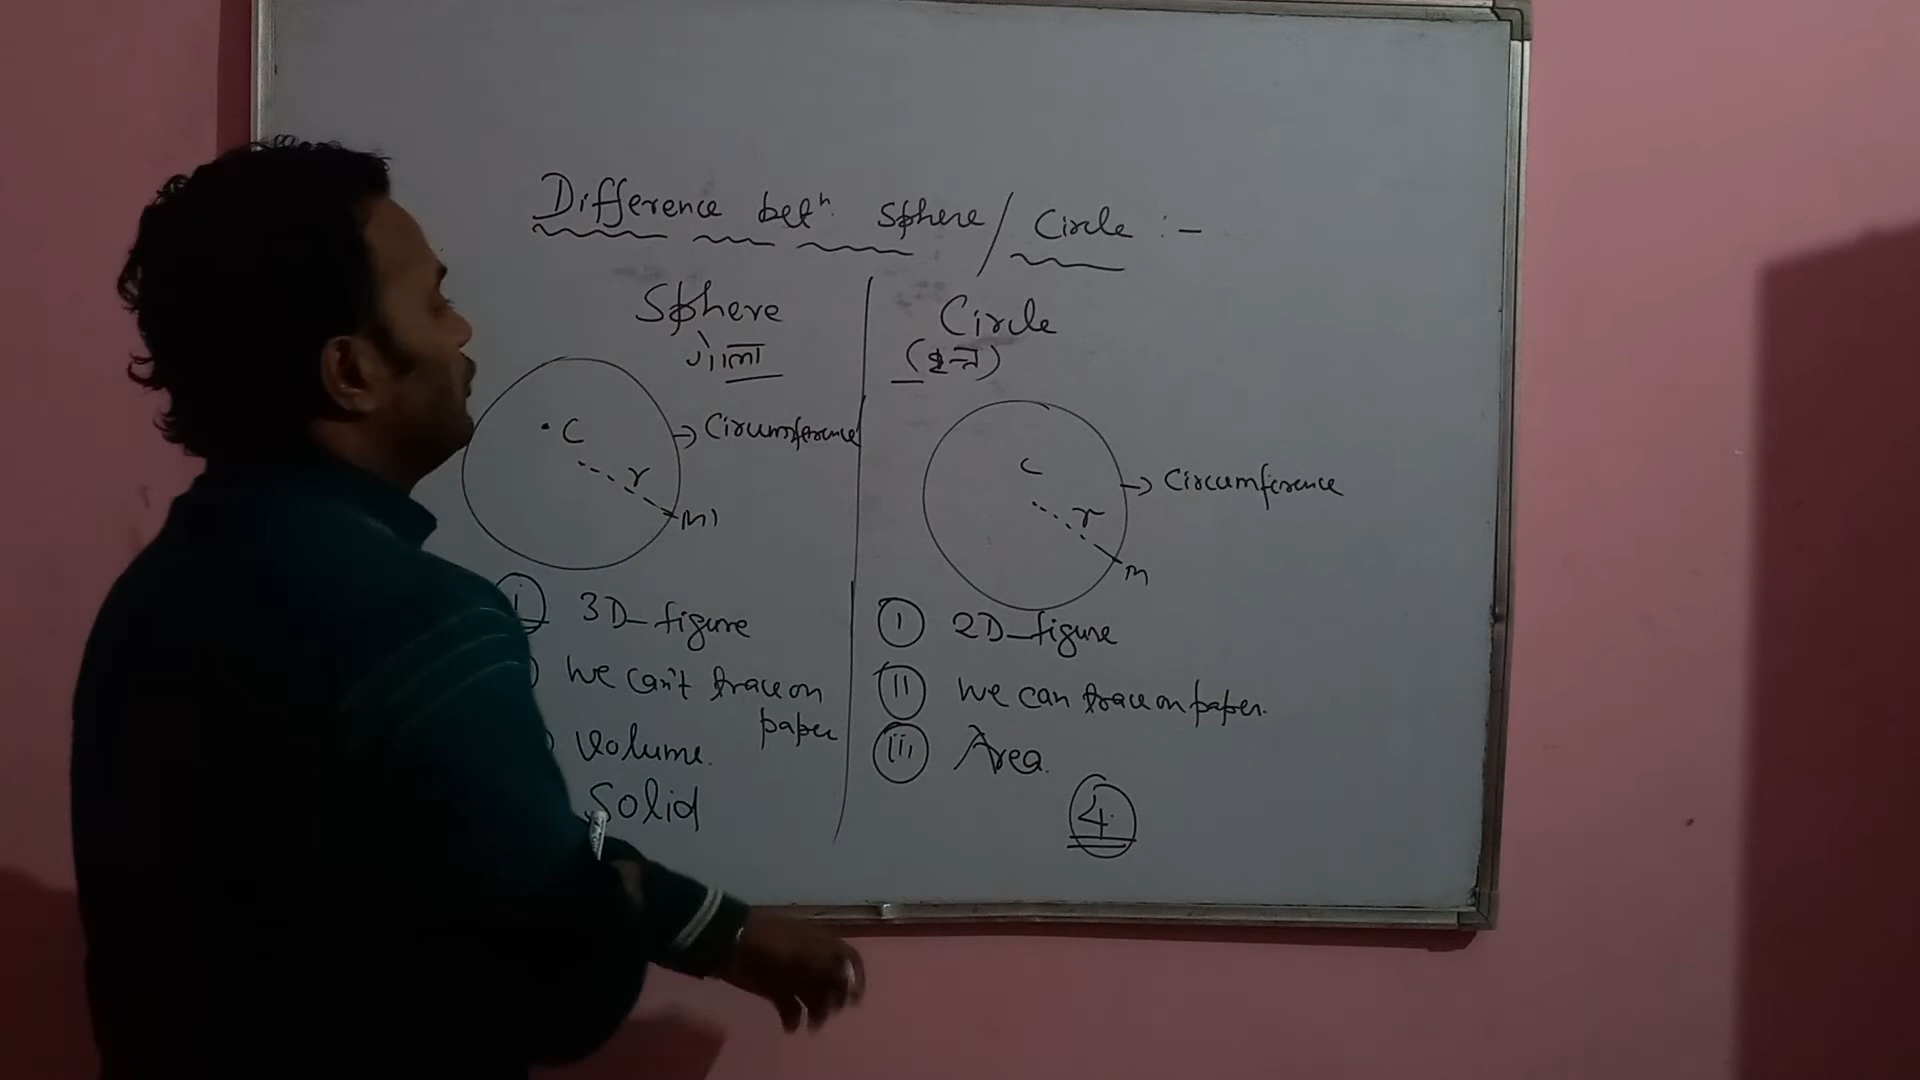 Difference betⁿ. Sphere / Circle :-
Sphere
गोला
C
r
M
→ Circumference
i 3D-figure
We can't trace on
paper
Volume.
Solid
Circle
(वृत्त)
C
r
M
→ Circumference
i 2D-figure
ii We can trace on paper.
iii Area.
4.